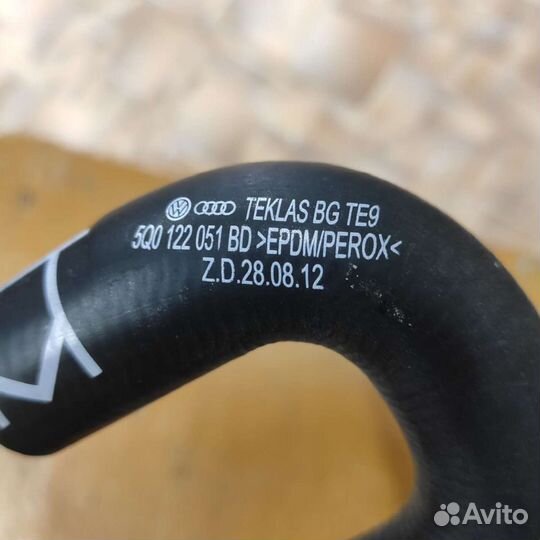 TEKLAS BG TE9
5Q0 122 051 BD >EPDM/PEROX<
Z.D.28.08.12
M
Avito